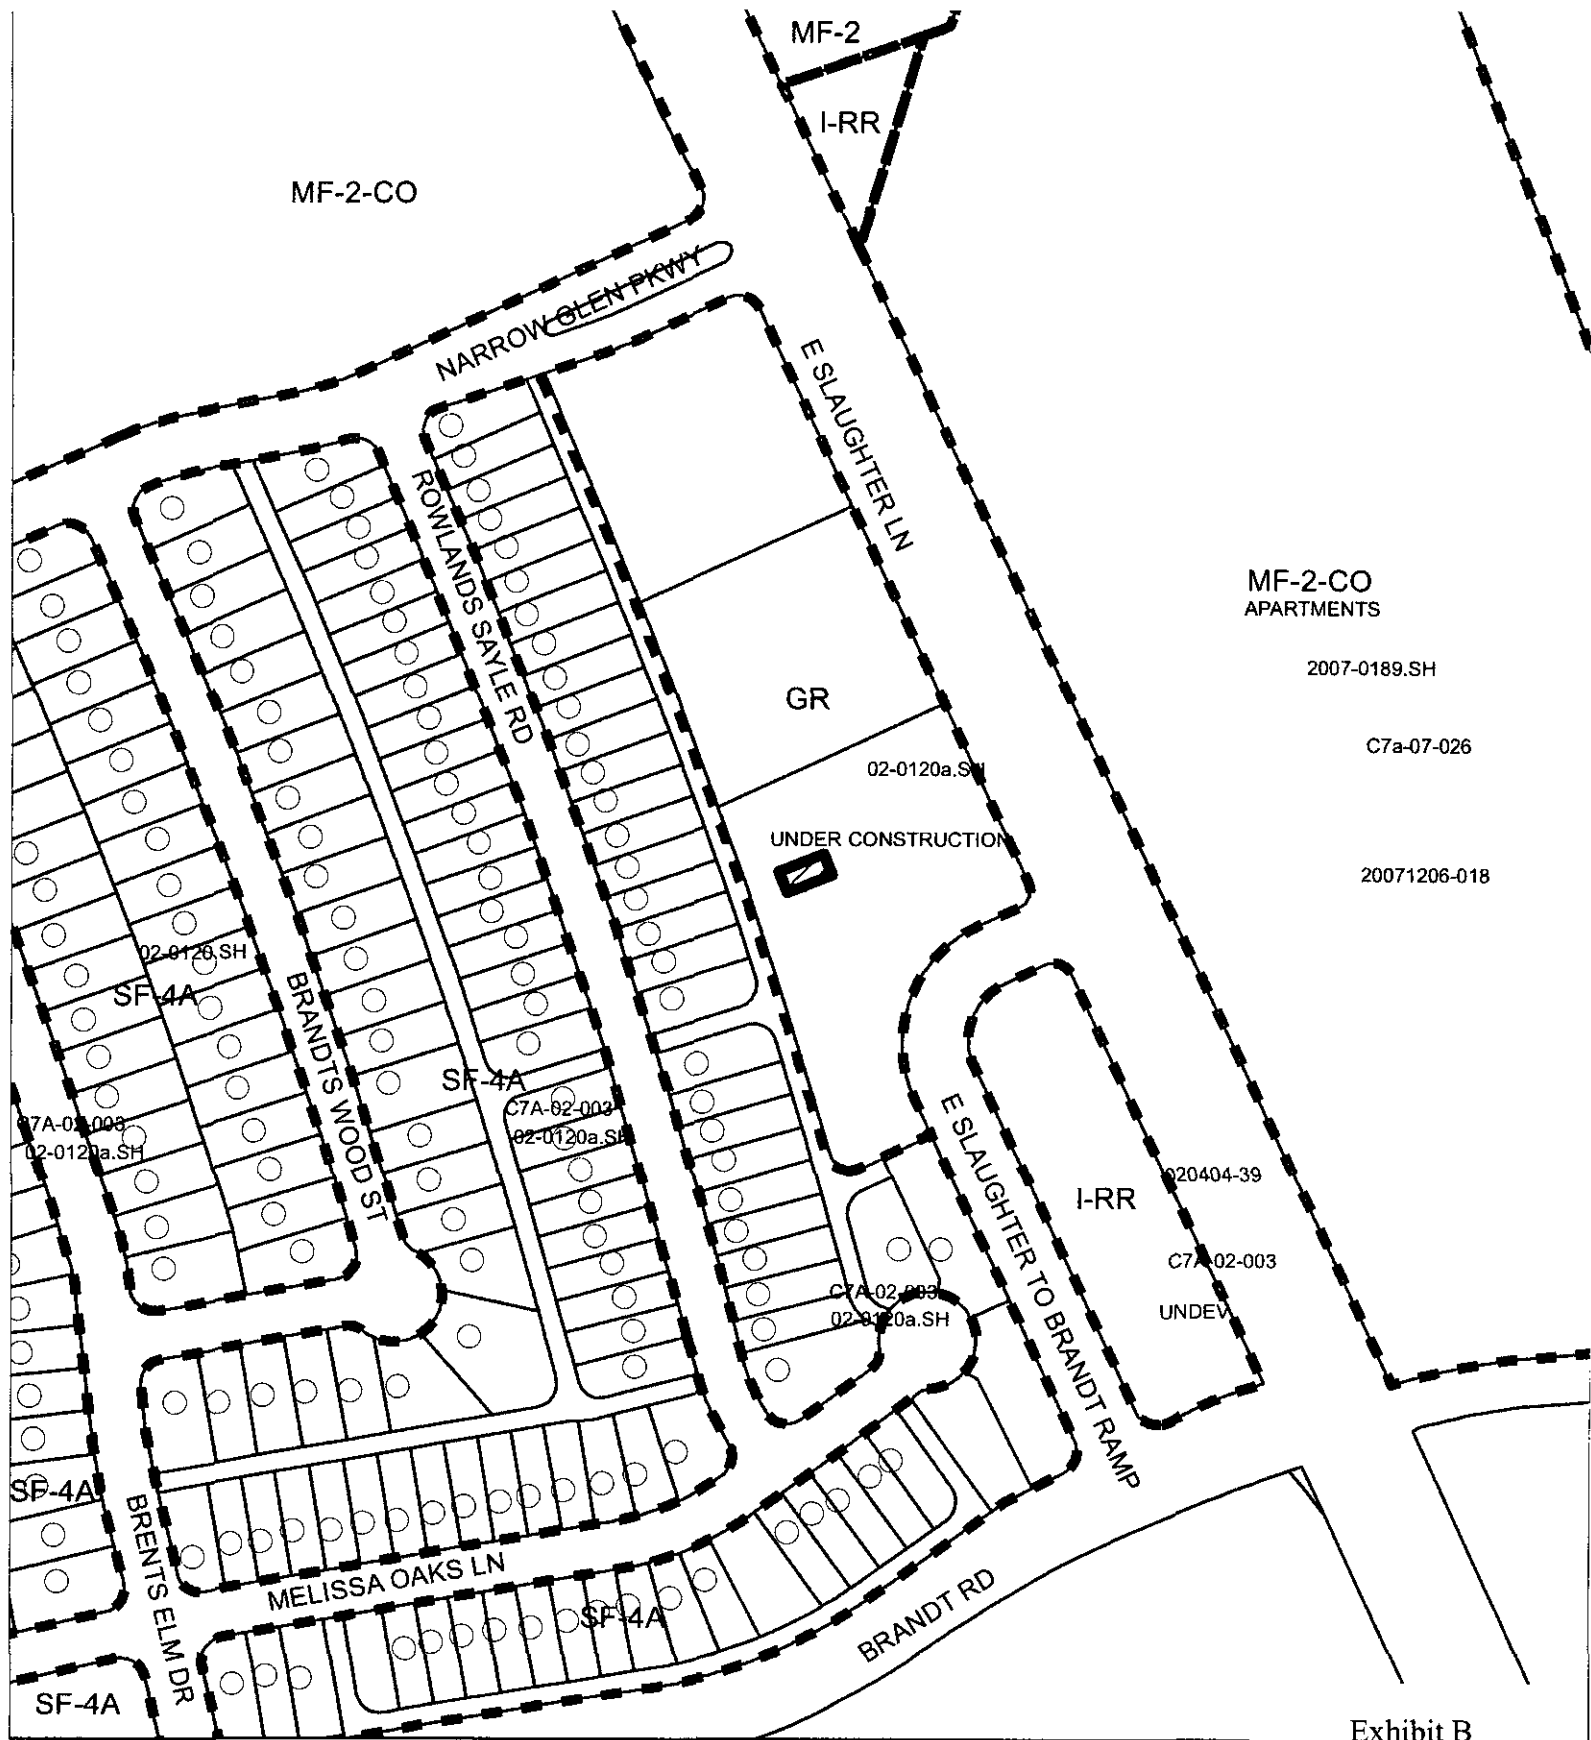 MF-2
I-RR
MF-2-CO
NARROW GLEN PKWY
E SLAUGHTER LN
ROWLANDS SAYLE RD
MF-2-CO
APARTMENTS
2007-0189.SH
GR
C7a-07-026
02-0120a.SH
UNDER CONSTRUCTION
20071206-018
02-0120.SH
SF-4A
BRANDTS WOOD ST
SF-4A
C7A-02-003
02-0120a.SH
C7A-02-003
02-0120a.SH
E SLAUGHTER TO BRANDT RAMP
I-RR
020404-39
C7A-02-003
UNDEV
C7A-02-003
02-0120a.SH
SF-4A
BRENTS ELM DR
MELISSA OAKS LN
SF-4A
BRANDT RD
SF-4A
Exhibit B